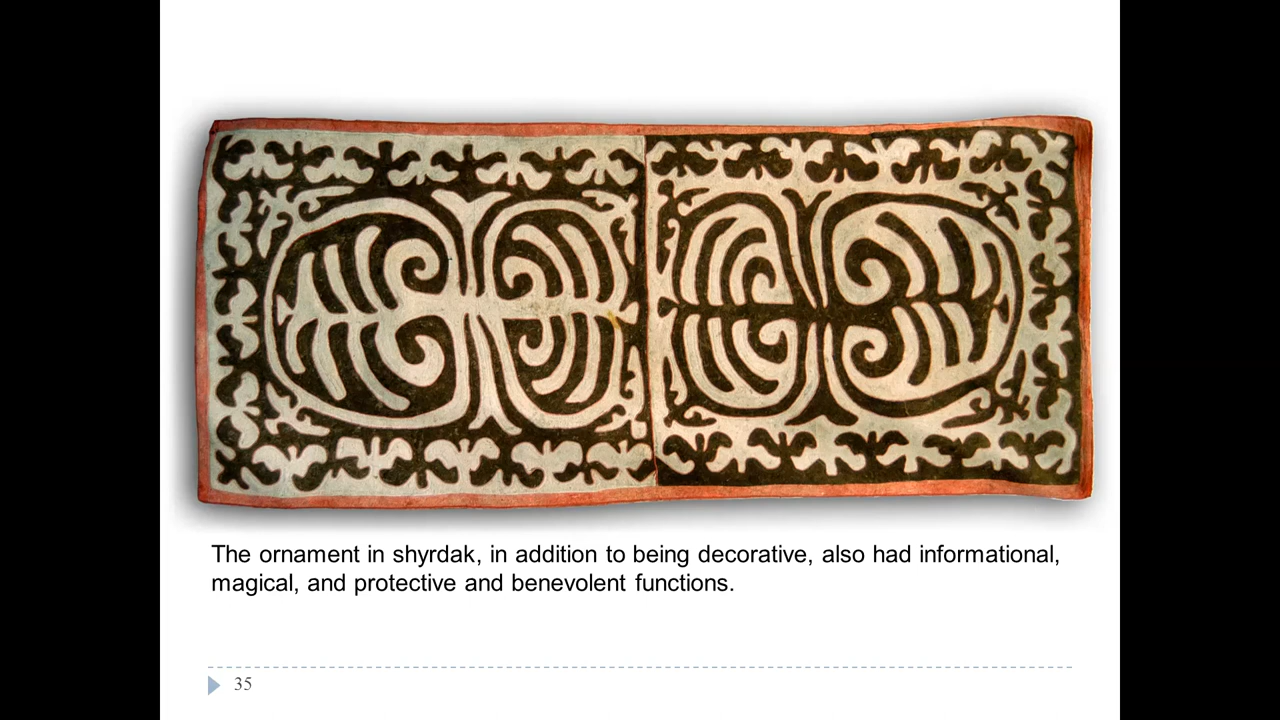 The ornament in shyrdak, in addition to being decorative, also had informational,
magical, and protective and benevolent functions.
35